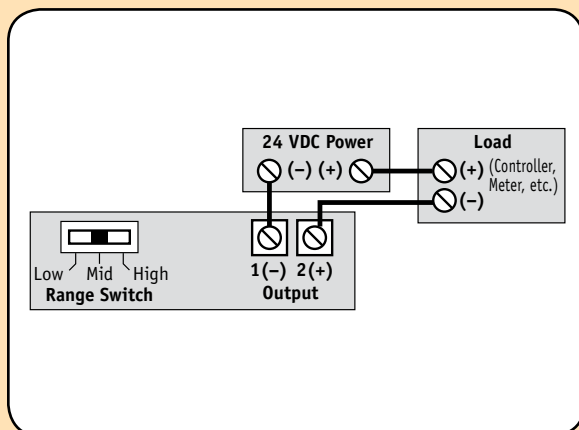 24 VDC Power
(–) (+)
Load
(+) (Controller,
Meter, etc.)
(–)
Low Mid High
Range Switch
1(–) 2(+)
Output